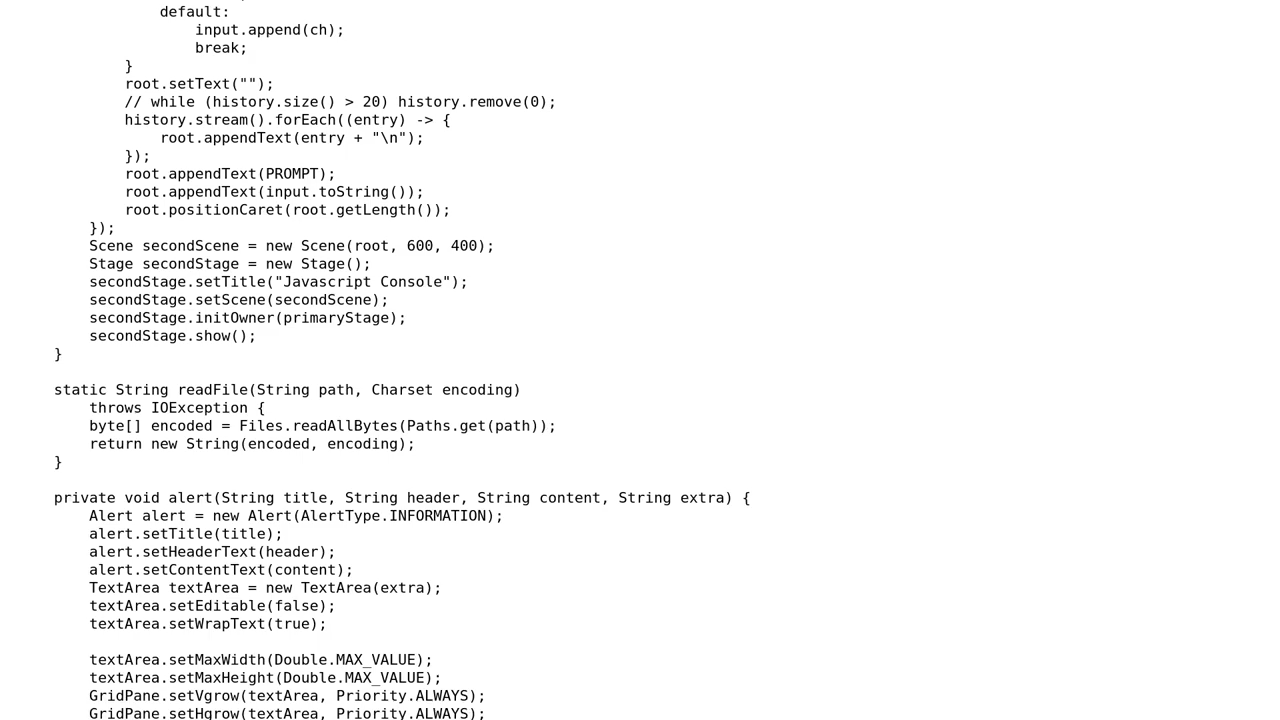 default:
input.append(ch);
break;
}
root.setText("");
// while (history.size() > 20) history.remove(0);
history.stream().forEach((entry) -> {
root.appendText(entry + "\n");
});
root.appendText(PROMPT);
root.appendText(input.toString());
root.positionCaret(root.getLength());
});
Scene secondScene = new Scene(root, 600, 400);
Stage secondStage = new Stage();
secondStage.setTitle("Javascript Console");
secondStage.setScene(secondScene);
secondStage.initOwner(primaryStage);
secondStage.show();
}
static String readFile(String path, Charset encoding)
throws IOException {
byte[] encoded = Files.readAllBytes(Paths.get(path));
return new String(encoded, encoding);
}
private void alert(String title, String header, String content, String extra) {
Alert alert = new Alert(AlertType.INFORMATION);
alert.setTitle(title);
alert.setHeaderText(header);
alert.setContentText(content);
TextArea textArea = new TextArea(extra);
textArea.setEditable(false);
textArea.setWrapText(true);
textArea.setMaxWidth(Double.MAX_VALUE);
textArea.setMaxHeight(Double.MAX_VALUE);
GridPane.setVgrow(textArea, Priority.ALWAYS);
GridPane.setHgrow(textArea, Priority.ALWAYS);